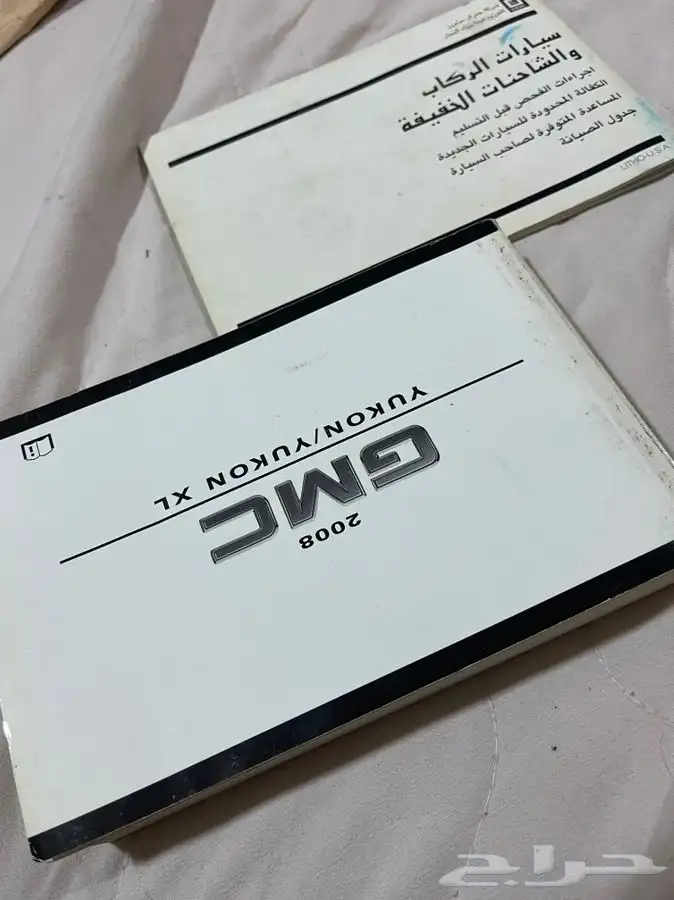 سيارات الركاب
والشاحنات الخفيفة
اجراءات الفحص قبل التسليم
الكفالة المحدودة للسيارات الجديدة
المساعدة المتوفرة لصاحب السيارة
جدول الصيانة
LITHO-U.S.A.
2008
GMC
YUKON/YUKON XL
حراج